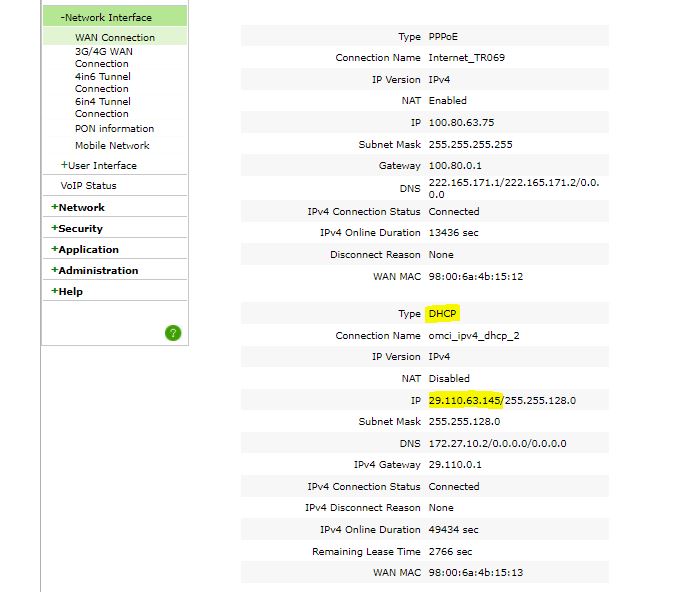 -Network Interface
WAN Connection
3G/4G WAN
Connection
4in6 Tunnel
Connection
6in4 Tunnel
Connection
PON information
Mobile Network
+User Interface
VoIP Status
+Network
+Security
+Application
+Administration
+Help
?
Type PPPoE
Connection Name Internet_TR069
IP Version IPv4
NAT Enabled
IP 100.80.63.75
Subnet Mask 255.255.255.255
Gateway 100.80.0.1
DNS 222.165.171.1/222.165.171.2/0.0.
0.0
IPv4 Connection Status Connected
IPv4 Online Duration 13436 sec
Disconnect Reason None
WAN MAC 98:00:6a:4b:15:12
Type DHCP
Connection Name omci_ipv4_dhcp_2
IP Version IPv4
NAT Disabled
IP 29.110.63.145/255.255.128.0
Subnet Mask 255.255.128.0
DNS 172.27.10.2/0.0.0.0/0.0.0.0
IPv4 Gateway 29.110.0.1
IPv4 Connection Status Connected
IPv4 Disconnect Reason None
IPv4 Online Duration 49434 sec
Remaining Lease Time 2766 sec
WAN MAC 98:00:6a:4b:15:13